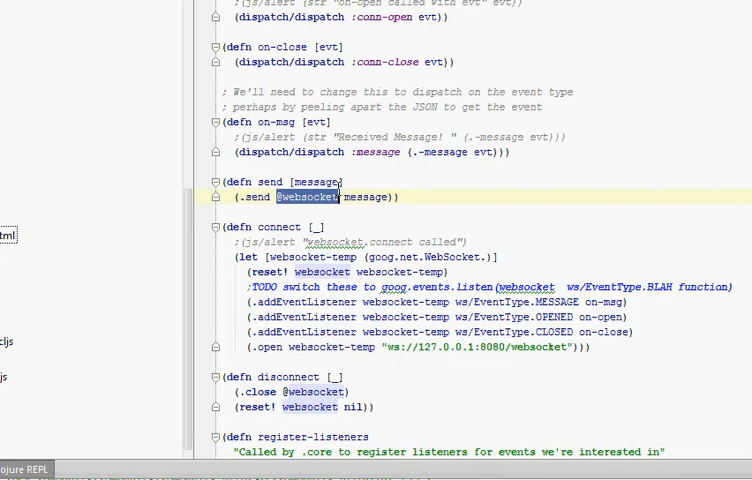 ;(js/alert (str "on-open called with evt" evt))
(dispatch/dispatch :conn-open evt))
(defn on-close [evt]
(dispatch/dispatch :conn-close evt))
; We'll need to change this to dispatch on the event type
; perhaps by peeling apart the JSON to get the event
(defn on-msg [evt]
;(js/alert (str "Received Message! " (.-message evt)))
(dispatch/dispatch :message (.-message evt)))
(defn send [message]
(.send @websocket message))
(defn connect [_]
;(js/alert "websocket.connect called")
(let [websocket-temp (goog.net.WebSocket.)]
(reset! websocket websocket-temp)
;TODO switch these to goog.events.listen(websocket ws/EventType.BLAH function)
(.addEventListener websocket-temp ws/EventType.MESSAGE on-msg)
(.addEventListener websocket-temp ws/EventType.OPENED on-open)
(.addEventListener websocket-temp ws/EventType.CLOSED on-close)
(.open websocket-temp "ws://127.0.0.1:8080/websocket")))
(defn disconnect [_]
(.close @websocket)
(reset! websocket nil))
(defn register-listeners
"Called by .core to register listeners for events we're interested in"
tml
cljs
js
ojure REPL